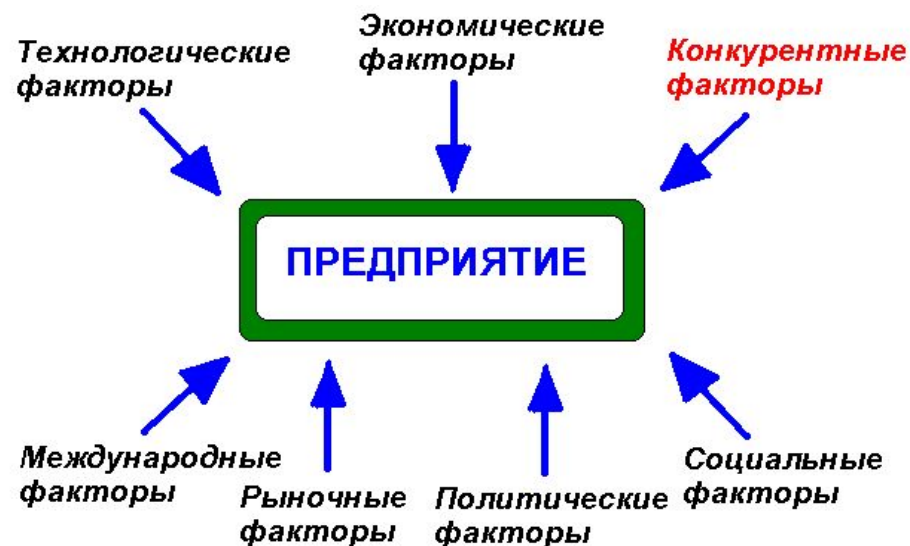 Технологические
факторы
Экономические
факторы
Конкурентные
факторы
ПРЕДПРИЯТИЕ
Международные
факторы
Рыночные
факторы
Политические
факторы
Социальные
факторы